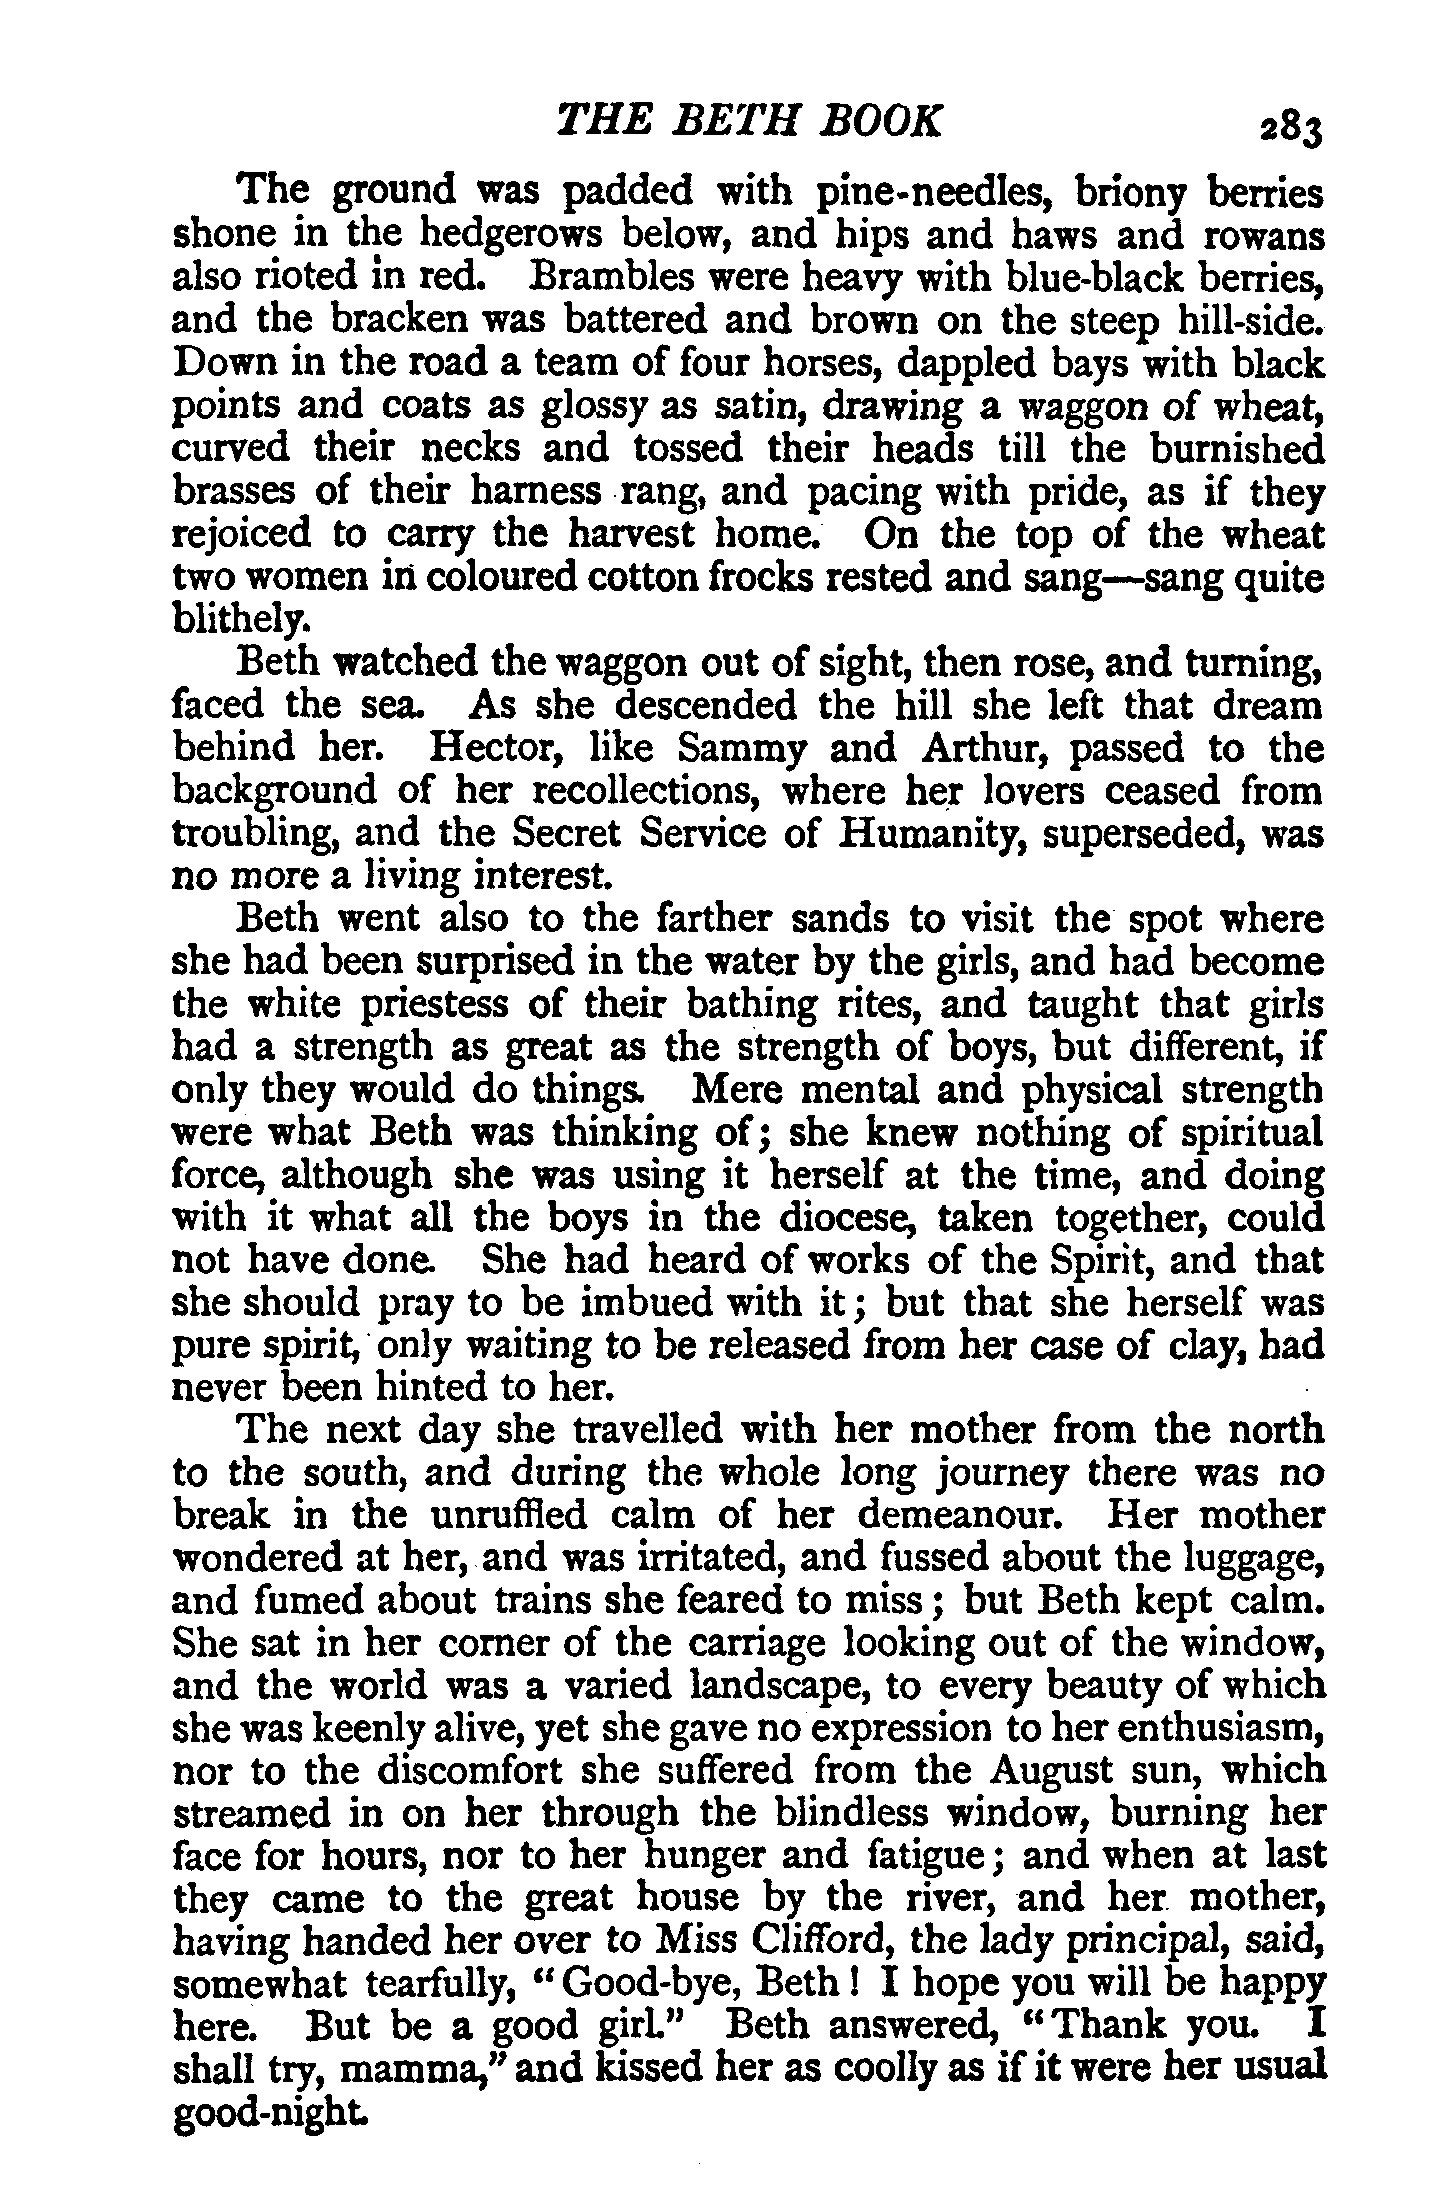 THE BETH BOOK 283
The ground was padded with pine-needles, briony berries
shone in the hedgerows below, and hips and haws and rowans
also rioted in red. Brambles were heavy with blue-black berries,
and the bracken was battered and brown on the steep hill-side.
Down in the road a team of four horses, dappled bays with black
points and coats as glossy as satin, drawing a waggon of wheat,
curved their necks and tossed their heads till the burnished
brasses of their harness rang, and pacing with pride, as if they
rejoiced to carry the harvest home. On the top of the wheat
two women in coloured cotton frocks rested and sang—sang quite
blithely.
Beth watched the waggon out of sight, then rose, and turning,
faced the sea. As she descended the hill she left that dream
behind her. Hector, like Sammy and Arthur, passed to the
background of her recollections, where her lovers ceased from
troubling, and the Secret Service of Humanity, superseded, was
no more a living interest.
Beth went also to the farther sands to visit the spot where
she had been surprised in the water by the girls, and had become
the white priestess of their bathing rites, and taught that girls
had a strength as great as the strength of boys, but different, if
only they would do things. Mere mental and physical strength
were what Beth was thinking of; she knew nothing of spiritual
force, although she was using it herself at the time, and doing
with it what all the boys in the diocese, taken together, could
not have done. She had heard of works of the Spirit, and that
she should pray to be imbued with it; but that she herself was
pure spirit, only waiting to be released from her case of clay, had
never been hinted to her.
The next day she travelled with her mother from the north
to the south, and during the whole long journey there was no
break in the unruffled calm of her demeanour. Her mother
wondered at her, and was irritated, and fussed about the luggage,
and fumed about trains she feared to miss; but Beth kept calm.
She sat in her corner of the carriage looking out of the window,
and the world was a varied landscape, to every beauty of which
she was keenly alive, yet she gave no expression to her enthusiasm,
nor to the discomfort she suffered from the August sun, which
streamed in on her through the blindless window, burning her
face for hours, nor to her hunger and fatigue; and when at last
they came to the great house by the river, and her mother,
having handed her over to Miss Clifford, the lady principal, said,
somewhat tearfully, "Good-bye, Beth! I hope you will be happy
here. But be a good girl." Beth answered, "Thank you. I
shall try, mamma," and kissed her as coolly as if it were her usual
good-night.